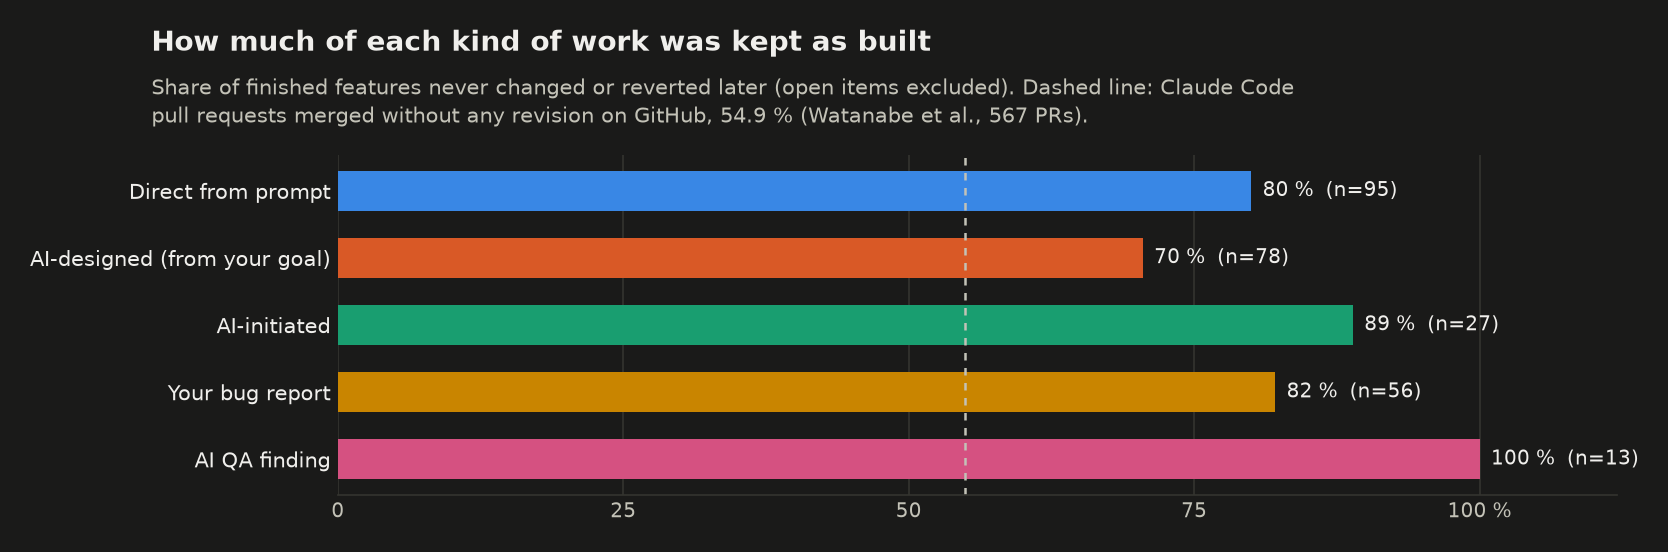 How much of each kind of work was kept as built
Share of finished features never changed or reverted later (open items excluded). Dashed line: Claude Code
pull requests merged without any revision on GitHub, 54.9 % (Watanabe et al., 567 PRs).
Direct from prompt 80 % (n=95)
AI-designed (from your goal) 70 % (n=78)
AI-initiated 89 % (n=27)
Your bug report 82 % (n=56)
AI QA finding 100 % (n=13)
0 25 50 75 100 %